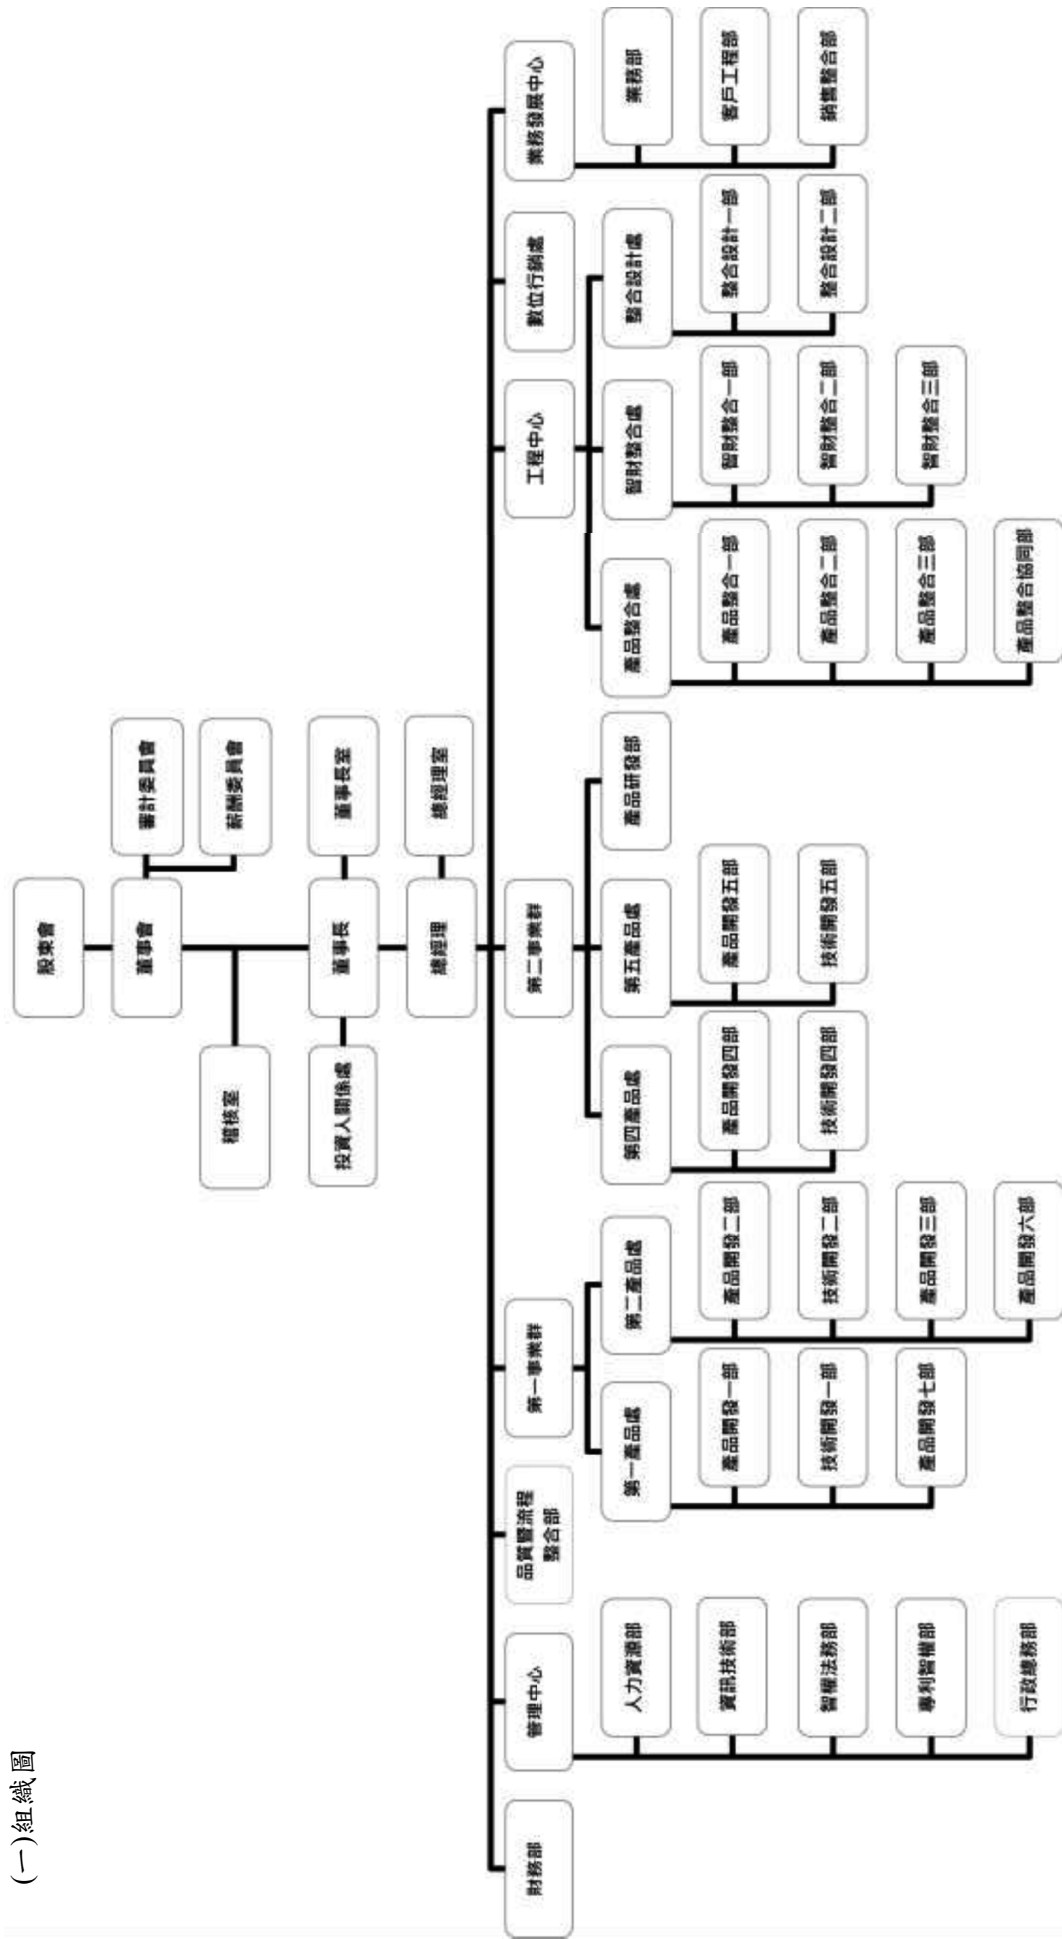 (一)組織圖
股東會
董事會
審計委員會
薪酬委員會
稽核室
董事長
董事長室
投資人關係處
總經理
總經理室
財務部
管理中心
品質暨流程
整合部
第一事業群
第二事業群
工程中心
數位行銷處
業務發展中心
人力資源部
資訊技術部
智權法務部
專利智權部
行政總務部
第一產品處
產品開發一部
技術開發一部
產品開發七部
第二產品處
產品開發二部
技術開發二部
產品開發三部
產品開發六部
第四產品處
產品開發四部
技術開發四部
第五產品處
產品開發五部
技術開發五部
產品研發部
產品整合處
產品整合一部
產品整合二部
產品整合三部
產品整合協同部
智財整合處
智財整合一部
智財整合二部
智財整合三部
整合設計處
整合設計一部
整合設計二部
業務部
客戶工程部
銷售整合部